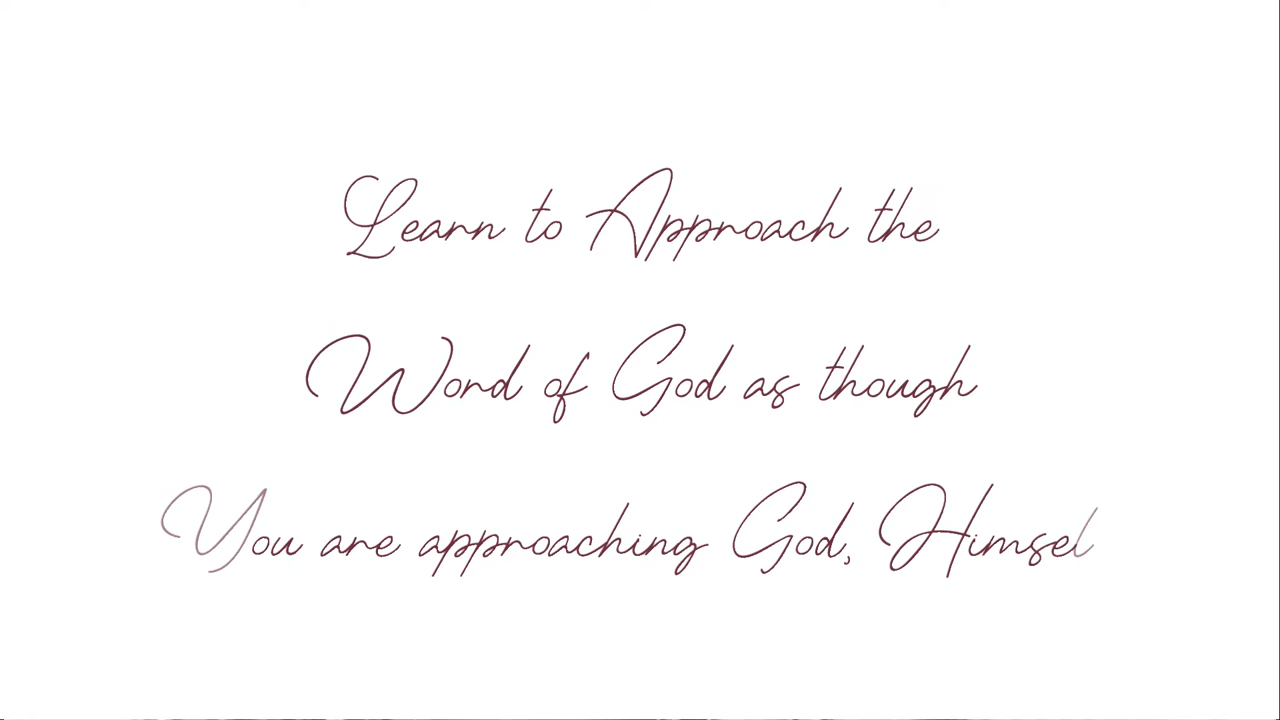 Learn to Approach the
Word of God as though
You are approaching God, Himsel